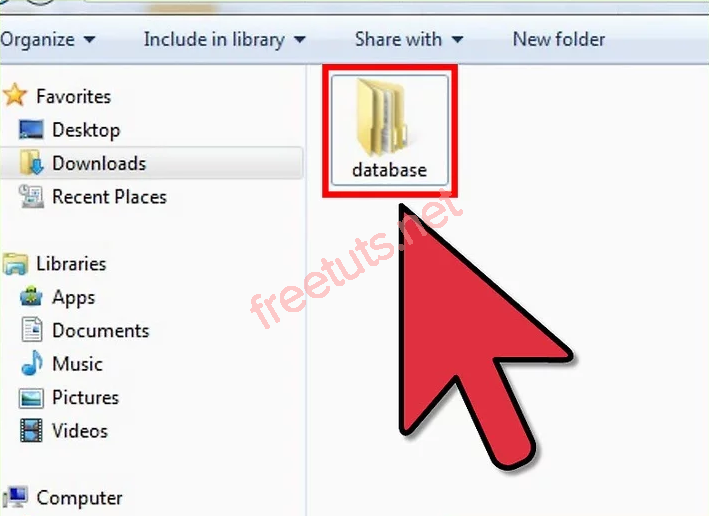 Organize Include in library Share with New folder
Favorites
Desktop
Downloads
Recent Places
Libraries
Apps
Documents
Music
Pictures
Videos
Computer
database
freetuts.net